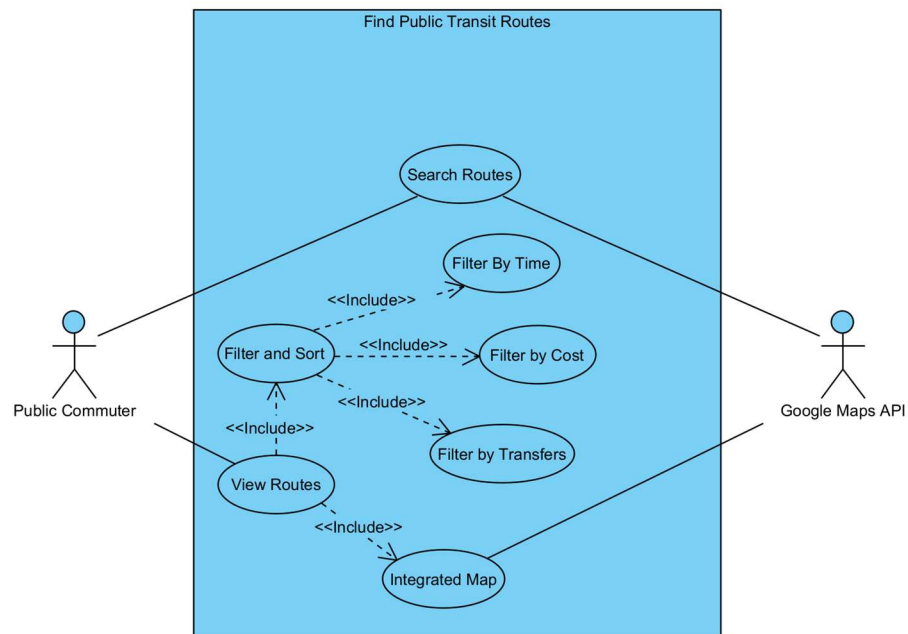 Find Public Transit Routes
Search Routes
Filter By Time
<<Include>>
Filter and Sort
<<Include>>
Filter by Cost
<<Include>>
Public Commuter
Google Maps API
<<Include>>
Filter by Transfers
View Routes
<<Include>>
Integrated Map